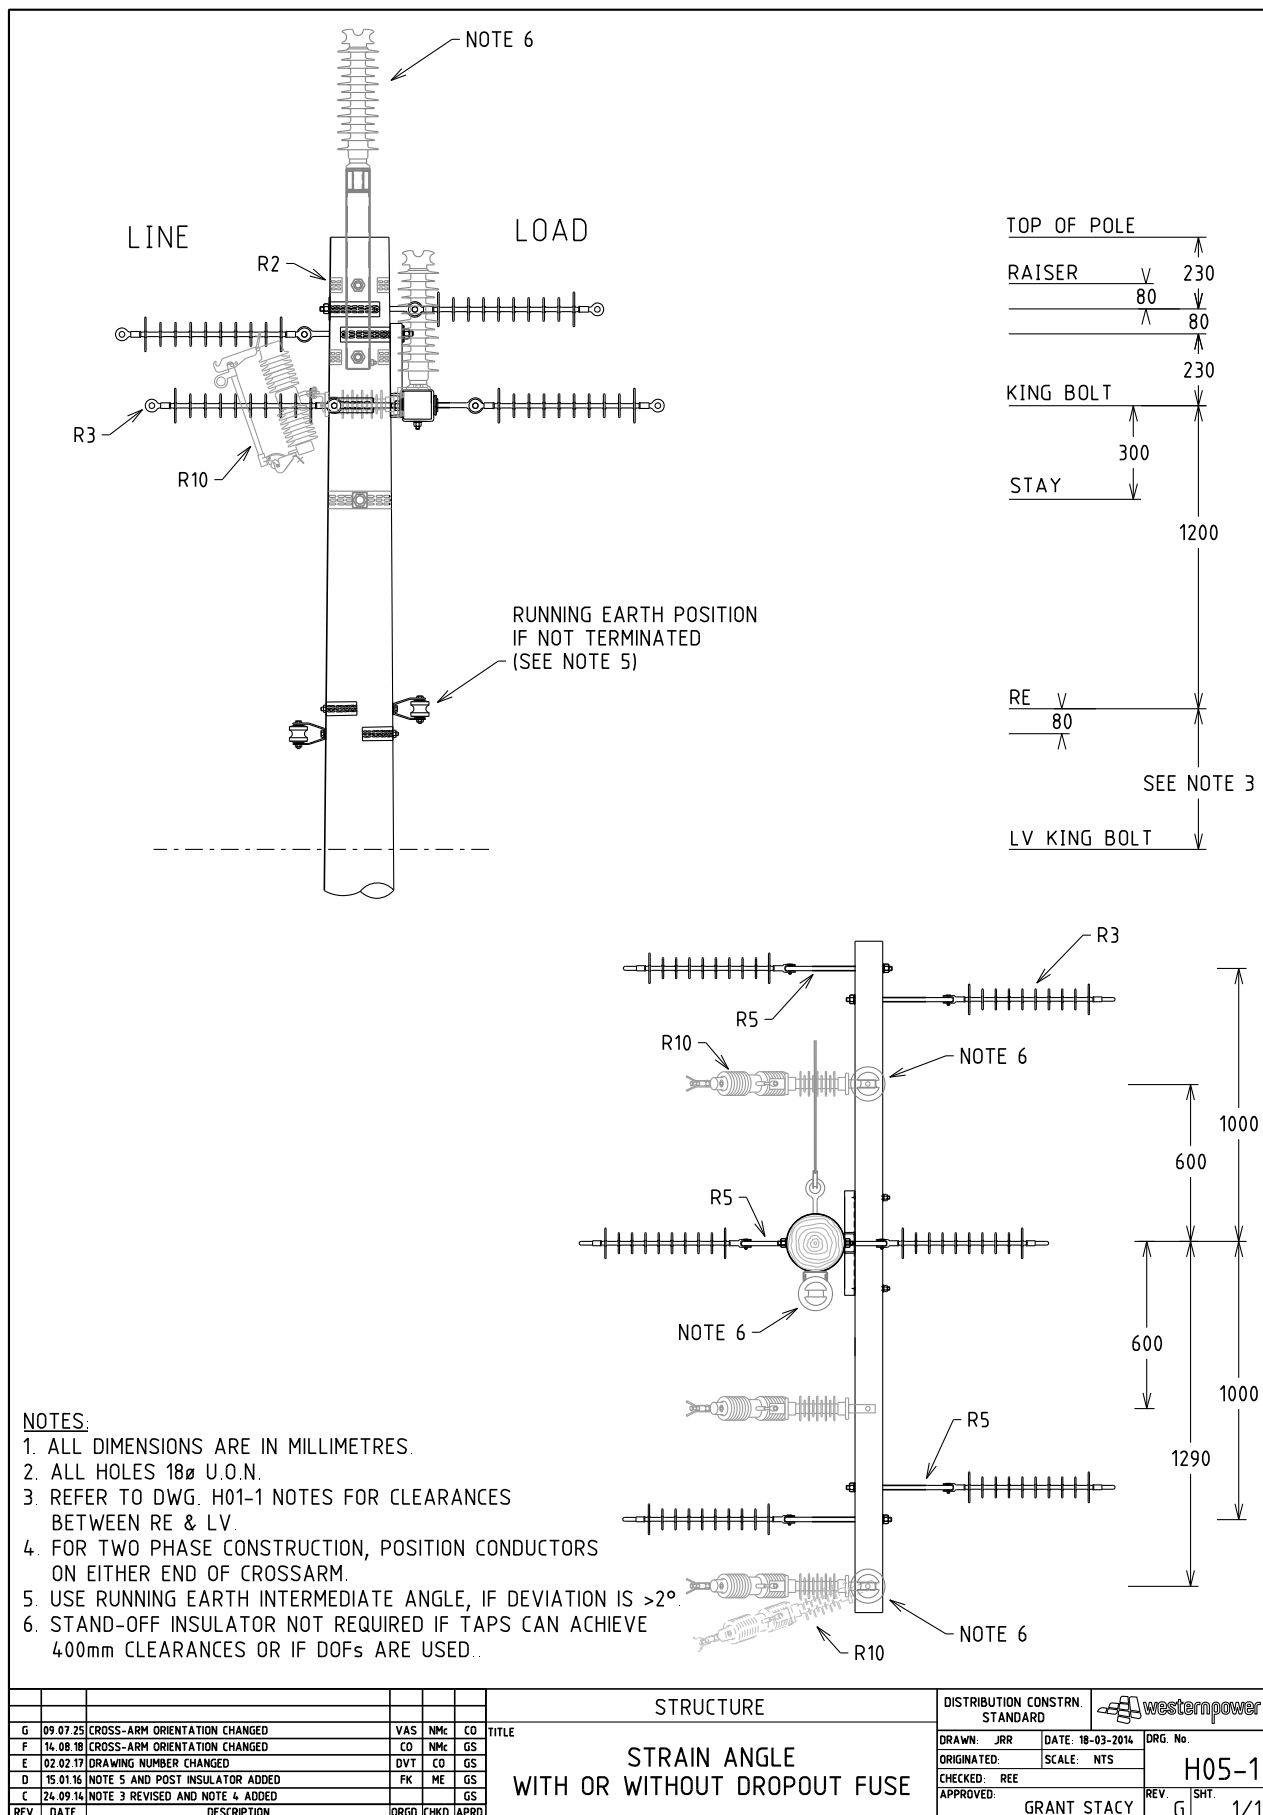 NOTE 6
LINE
LOAD
R2
R3
R10
TOP OF POLE
RAISER
230
80
80
230
KING BOLT
300
STAY
1200
RUNNING EARTH POSITION
IF NOT TERMINATED
(SEE NOTE 5)
RE
80
SEE NOTE 3
LV KING BOLT
R3
R5
R10
NOTE 6
1000
600
R5
NOTE 6
600
1000
R5
1290
NOTE 6
R10
NOTES:
1. ALL DIMENSIONS ARE IN MILLIMETRES.
2. ALL HOLES 18ø U.O.N.
3. REFER TO DWG. H01-1 NOTES FOR CLEARANCES
BETWEEN RE & LV.
4. FOR TWO PHASE CONSTRUCTION, POSITION CONDUCTORS
ON EITHER END OF CROSSARM.
5. USE RUNNING EARTH INTERMEDIATE ANGLE, IF DEVIATION IS >2°.
6. STAND-OFF INSULATOR NOT REQUIRED IF TAPS CAN ACHIEVE
400mm CLEARANCES OR IF DOFs ARE USED..
G 09.07.25 CROSS-ARM ORIENTATION CHANGED VAS NMc CO
F 14.08.18 CROSS-ARM ORIENTATION CHANGED CO NMc GS
E 02.02.17 DRAWING NUMBER CHANGED DVT CO GS
D 15.01.16 NOTE 5 AND POST INSULATOR ADDED FK ME GS
C 24.09.14 NOTE 3 REVISED AND NOTE 4 ADDED GS
REV. DATE DESCRIPTION ORGD CHKD APRD
STRUCTURE
TITLE
STRAIN ANGLE
WITH OR WITHOUT DROPOUT FUSE
DISTRIBUTION CONSTRN.
STANDARD
westernpower
DRAWN: JRR DATE: 18-03-2014 DRG. No.
ORIGINATED: SCALE: NTS
H05-1
CHECKED: REE
APPROVED: GRANT STACY
REV. G SHT. 1/1